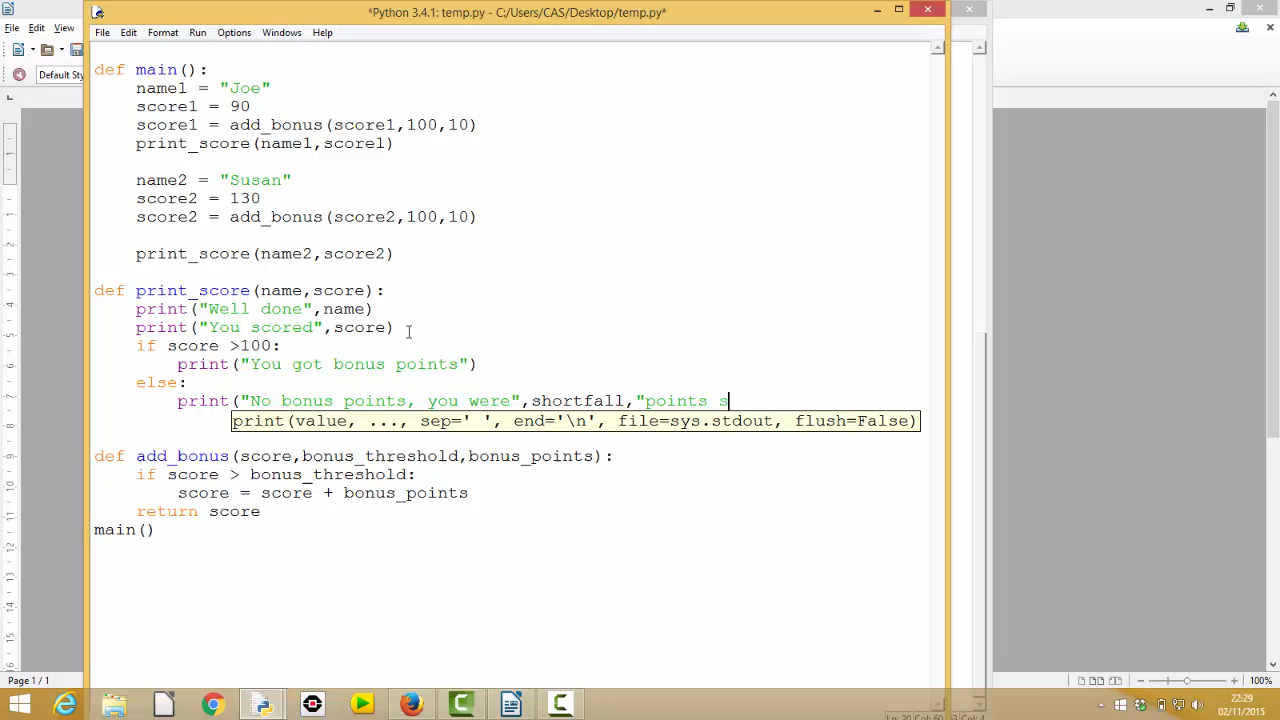 *Python 3.4.1: temp.py - C:/Users/CAS/Desktop/temp.py*
File Edit View
File Edit Format Run Options Windows Help
Default Sty
def main():
name1 = "Joe"
score1 = 90
score1 = add_bonus(score1,100,10)
print_score(name1,score1)
name2 = "Susan"
score2 = 130
score2 = add_bonus(score2,100,10)
print_score(name2,score2)
def print_score(name,score):
print("Well done",name)
print("You scored",score)
if score >100:
print("You got bonus points")
else:
print("No bonus points, you were",shortfall,"points s
print(value, ..., sep=' ', end='\n', file=sys.stdout, flush=False)
def add_bonus(score,bonus_threshold,bonus_points):
if score > bonus_threshold:
score = score + bonus_points
return score
main()
Page 1 / 1
100%
22:29
02/11/2015